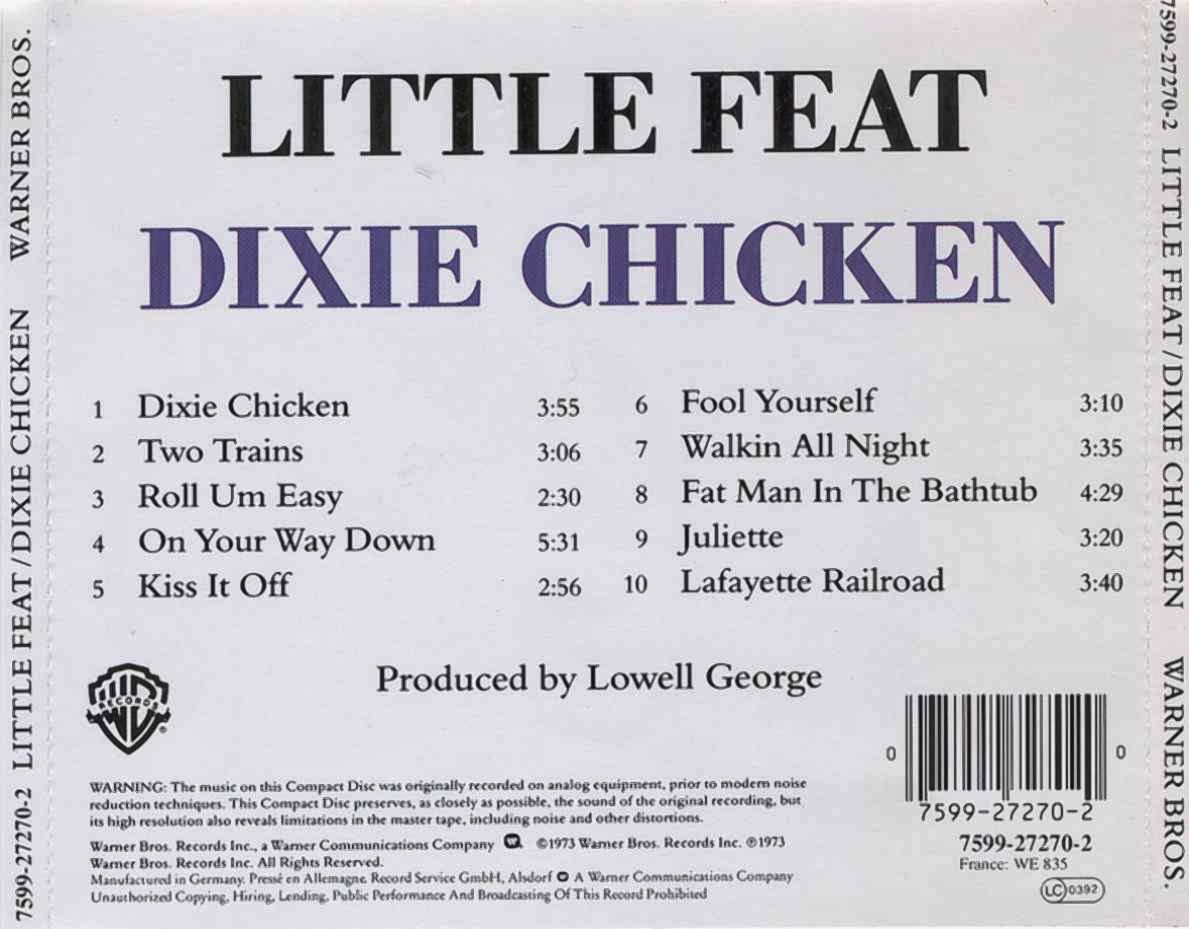 LITTLE FEAT
DIXIE CHICKEN
1 Dixie Chicken 3:55
2 Two Trains 3:06
3 Roll Um Easy 2:30
4 On Your Way Down 5:31
5 Kiss It Off 2:56
6 Fool Yourself 3:10
7 Walkin All Night 3:35
8 Fat Man In The Bathtub 4:29
9 Juliette 3:20
10 Lafayette Railroad 3:40
Produced by Lowell George
RECORDS
WARNING: The music on this Compact Disc was originally recorded on analog equipment, prior to modern noise
reduction techniques. This Compact Disc preserves, as closely as possible, the sound of the original recording, but
its high resolution also reveals limitations in the master tape, including noise and other distortions.
Warner Bros. Records Inc., a Warner Communications Company ©1973 Warner Bros. Records Inc. ℗1973
Warner Bros. Records Inc. All Rights Reserved.
Manufactured in Germany. Pressé en Allemagne. Record Service GmbH, Alsdorf A Warner Communications Company
Unauthorized Copying, Hiring, Lending, Public Performance And Broadcasting Of This Record Prohibited
0 0
7599-27270-2
7599-27270-2
France: WE 835
LC 0392
7599-27270-2 LITTLE FEAT/DIXIE CHICKEN WARNER BROS.
7599-27270-2 LITTLE FEAT/DIXIE CHICKEN WARNER BROS.